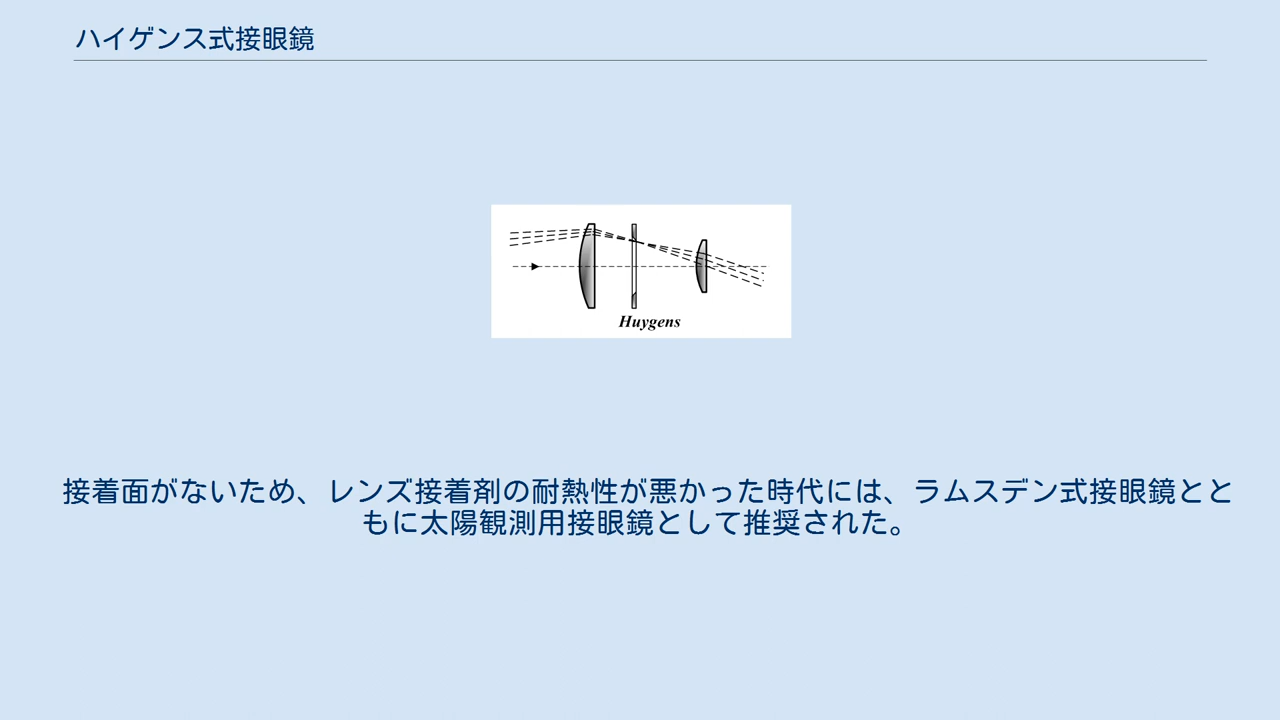 ハイゲンス式接眼鏡
Huygens
接着面がないため、レンズ接着剤の耐熱性が悪かった時代には、ラムスデン式接眼鏡とと
もに太陽観測用接眼鏡として推奨された。